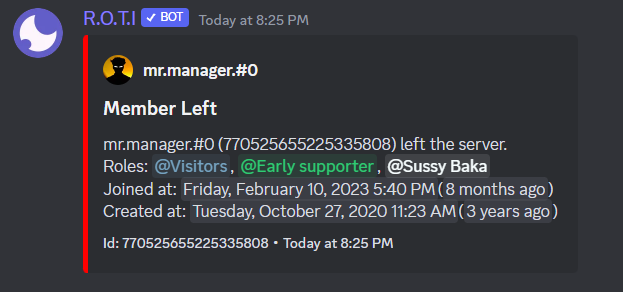 R.O.T.I ✓ BOT Today at 8:25 PM
mr.manager.#0
Member Left
mr.manager.#0 (770525655225335808) left the server.
Roles: @Visitors, @Early supporter, @Sussy Baka
Joined at: Friday, February 10, 2023 5:40 PM(8 months ago)
Created at: Tuesday, October 27, 2020 11:23 AM(3 years ago)
Id: 770525655225335808 • Today at 8:25 PM